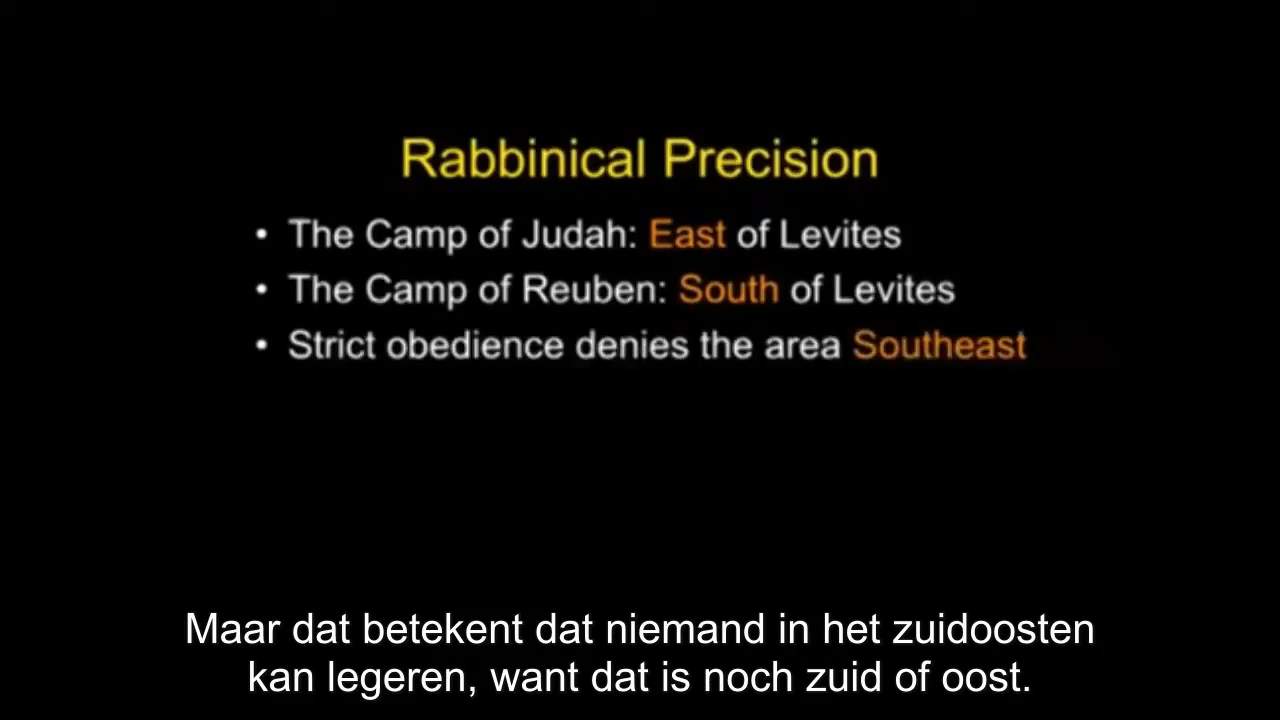 Rabbinical Precision
• The Camp of Judah: East of Levites
• The Camp of Reuben: South of Levites
• Strict obedience denies the area Southeast
Maar dat betekent dat niemand in het zuidoosten
kan legeren, want dat is noch zuid of oost.